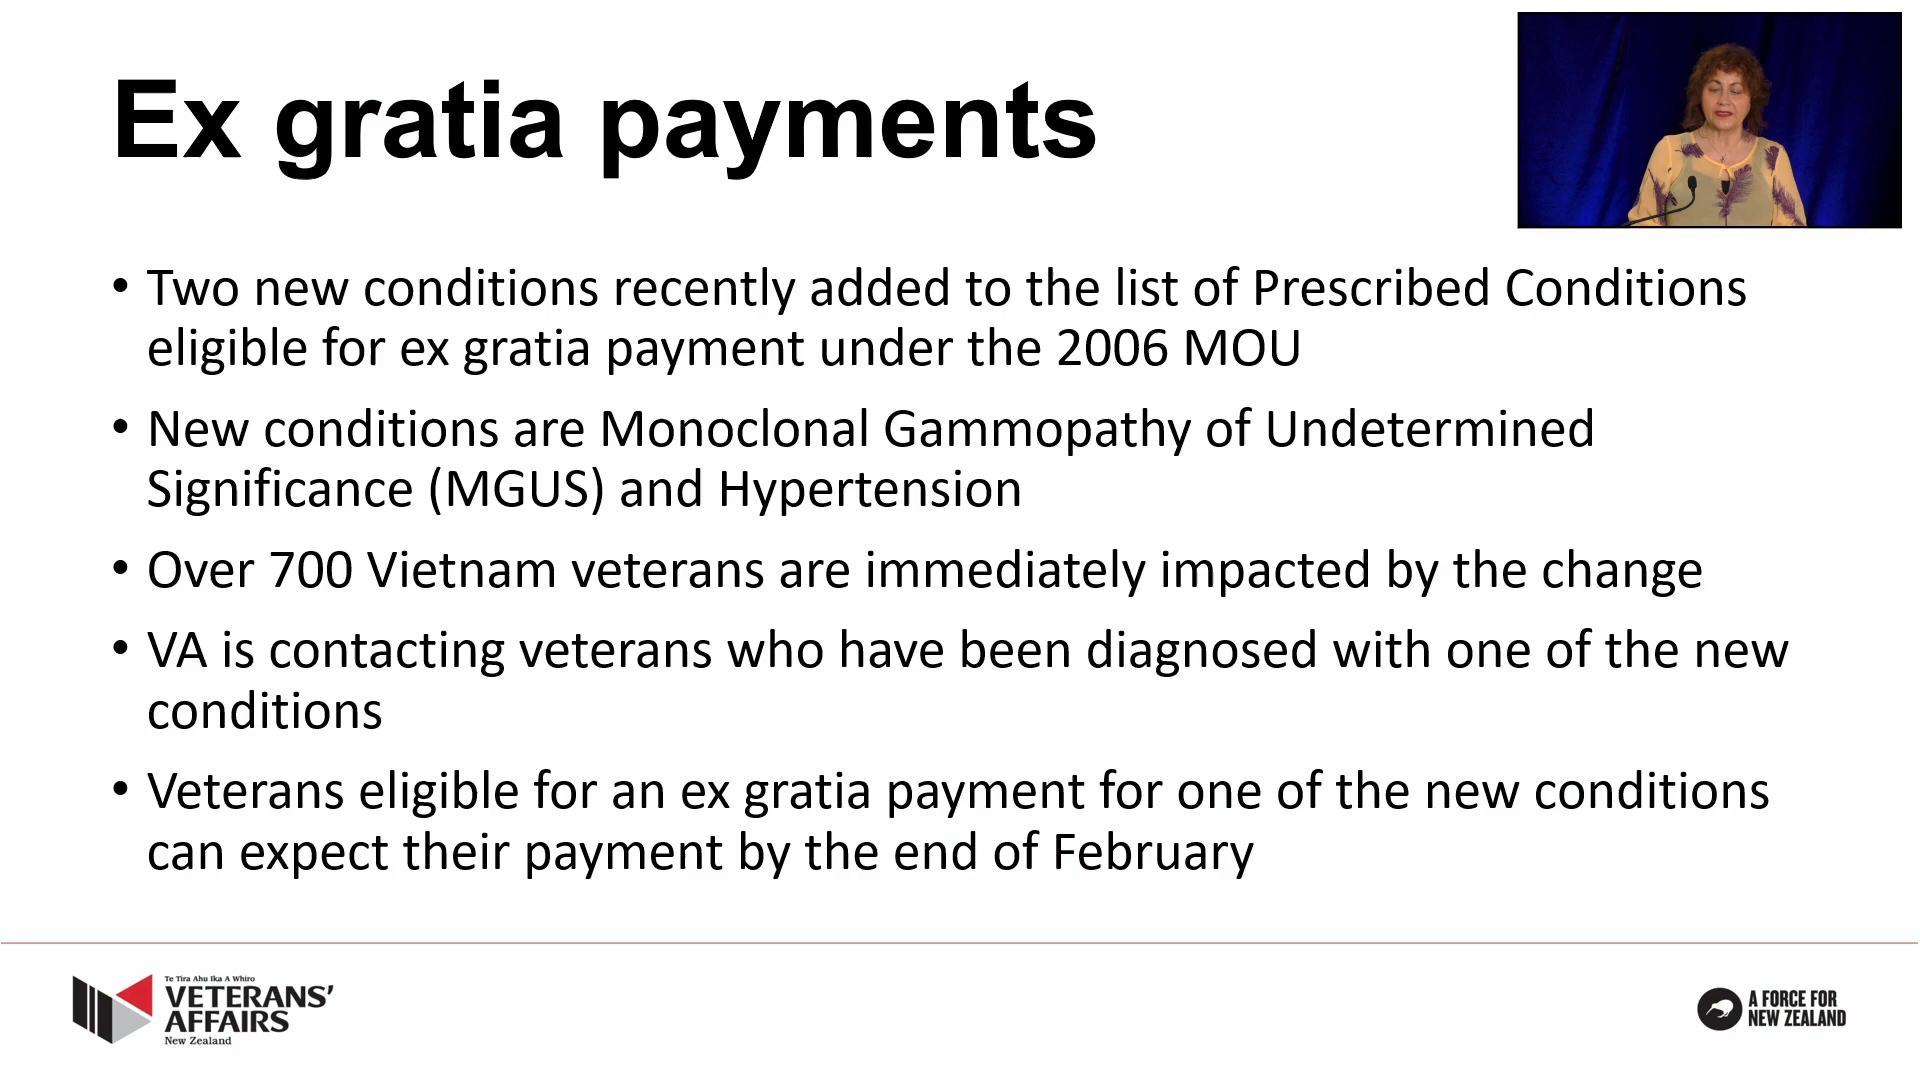 Ex gratia payments
• Two new conditions recently added to the list of Prescribed Conditions
eligible for ex gratia payment under the 2006 MOU
• New conditions are Monoclonal Gammopathy of Undetermined
Significance (MGUS) and Hypertension
• Over 700 Vietnam veterans are immediately impacted by the change
• VA is contacting veterans who have been diagnosed with one of the new
conditions
• Veterans eligible for an ex gratia payment for one of the new conditions
can expect their payment by the end of February
Te Tira Ahu Ika A Whiro
VETERANS'
AFFAIRS
New Zealand
A FORCE FOR
NEW ZEALAND